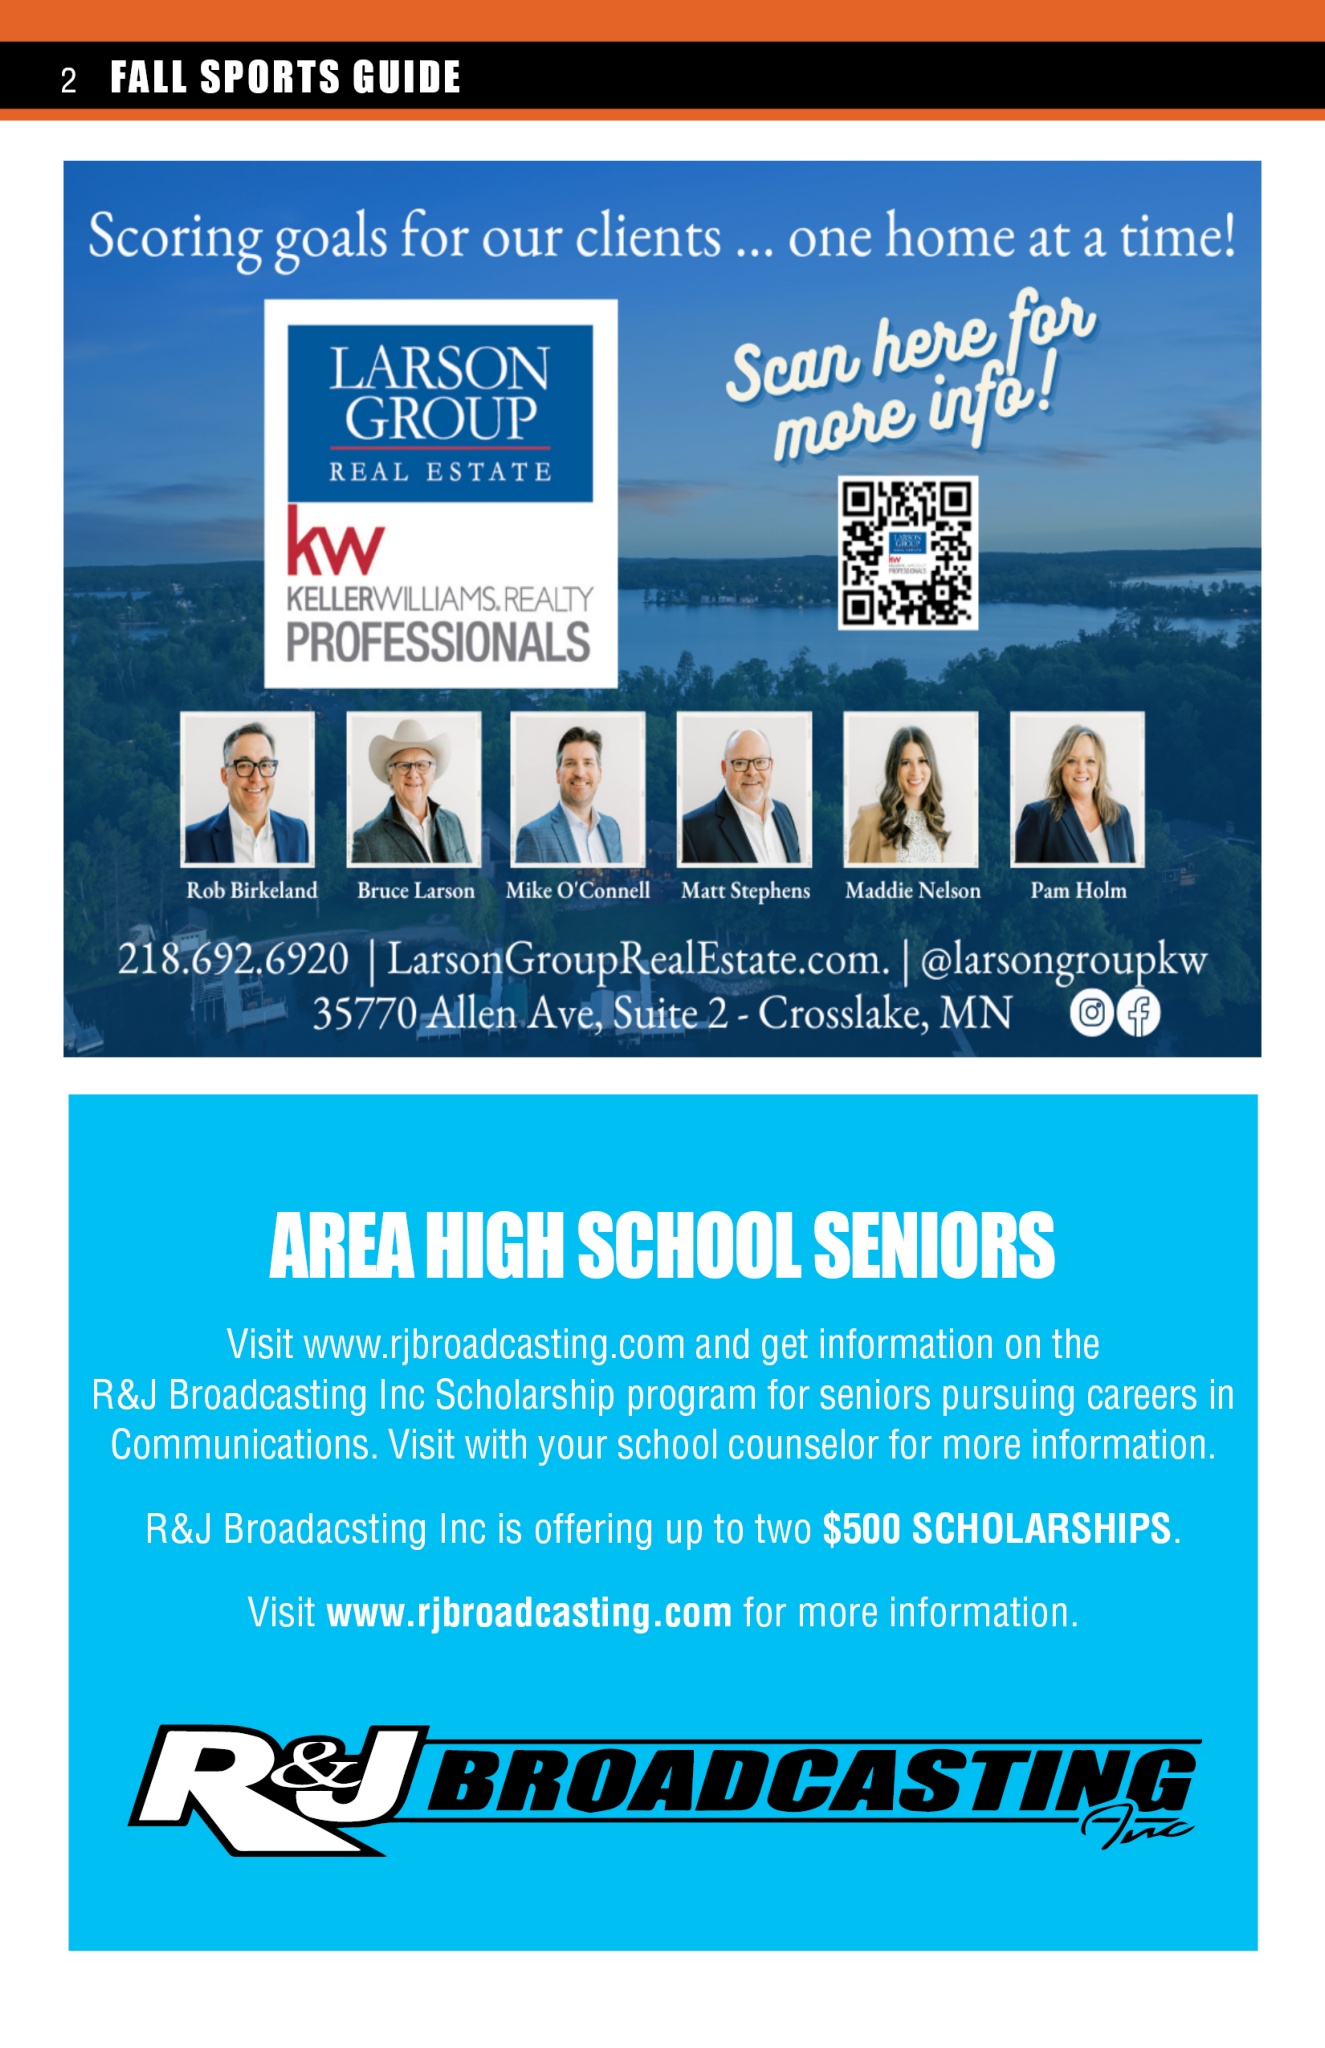 2 FALL SPORTS GUIDE
Scoring goals for our clients ... one home at a time!
LARSON
GROUP
REAL ESTATE
kw
KELLERWILLIAMS. REALTY
PROFESSIONALS
Scan here for
more info!
LARSON
GROUP
kw
PROFESSIONALS
Rob Birkeland Bruce Larson Mike O'Connell Matt Stephens Maddie Nelson Pam Holm
218.692.6920 | LarsonGroupRealEstate.com. | @larsongroupkw
35770 Allen Ave, Suite 2 - Crosslake, MN
AREA HIGH SCHOOL SENIORS
Visit www.rjbroadcasting.com and get information on the
R&J Broadcasting Inc Scholarship program for seniors pursuing careers in
Communications. Visit with your school counselor for more information.
R&J Broadacsting Inc is offering up to two $500 SCHOLARSHIPS.
Visit www.rjbroadcasting.com for more information.
R&J BROADCASTING
Inc